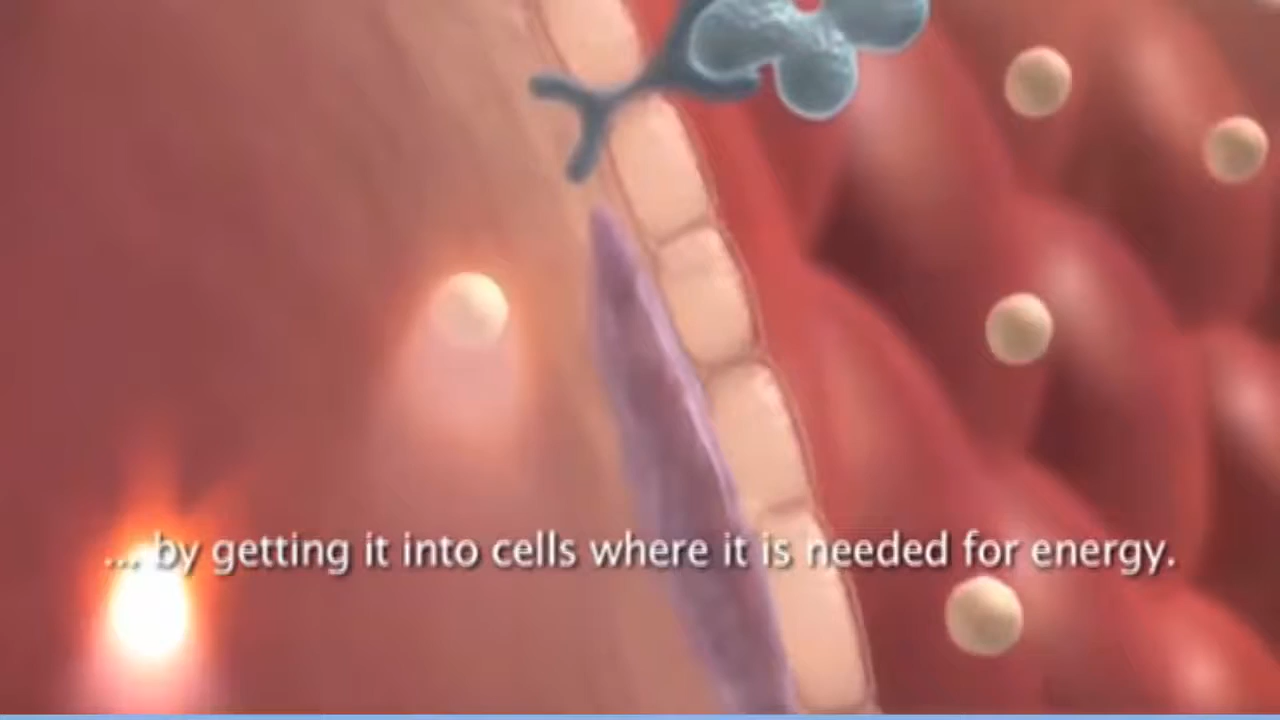 ... by getting it into cells where it is needed for energy.